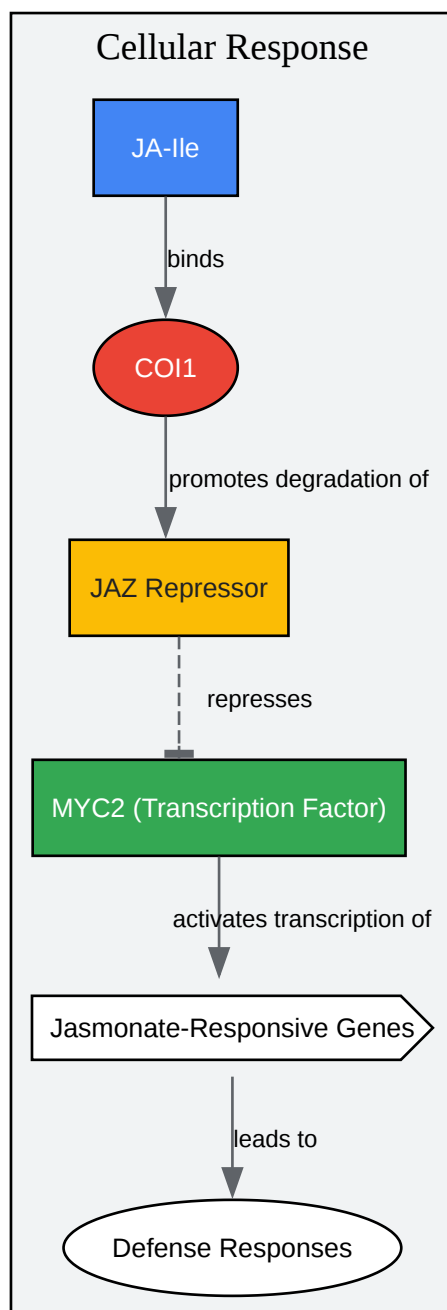 Cellular Response
JA-Ile
binds
COI1
promotes degradation of
JAZ Repressor
represses
MYC2 (Transcription Factor)
activates transcription of
Jasmonate-Responsive Genes
leads to
Defense Responses